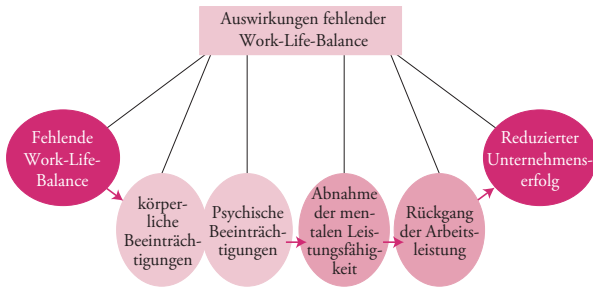 Auswirkungen fehlender
Work-Life-Balance
Fehlende
Work-Life-
Balance
körper-
liche
Beeinträch-
tigungen
Psychische
Beeinträch-
tigungen
Abnahme
der men-
talen Leis-
tungsfähig-
keit
Rückgang
der Arbeits-
leistung
Reduzierter
Unternehmens-
erfolg